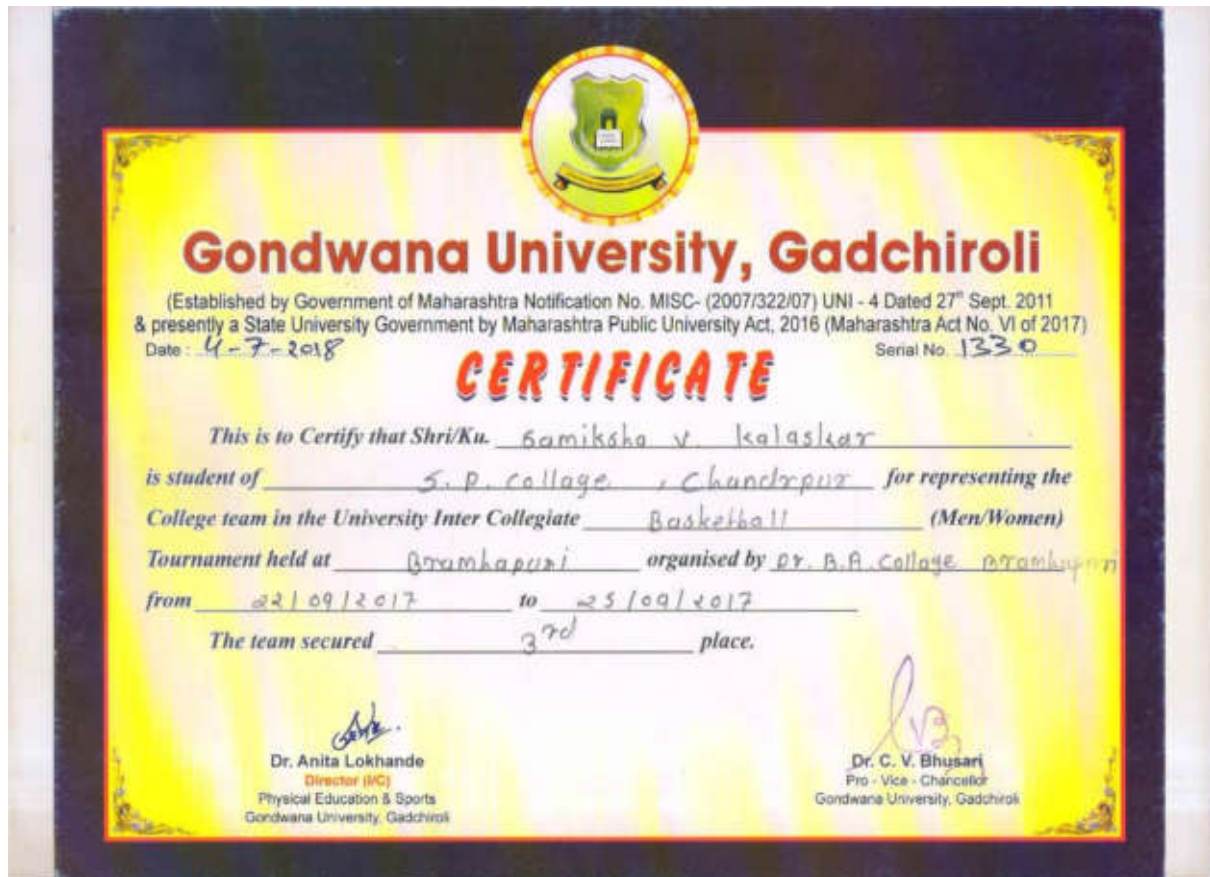 Gondwana University, Gadchiroli
(Established by Government of Maharashtra Notification No. MISC- (2007/322/07) UNI - 4 Dated 27th Sept. 2011
& presently a State University Government by Maharashtra Public University Act, 2016 (Maharashtra Act No. VI of 2017)
Date : 4-7-2018 Serial No. 1330
CERTIFICATE
This is to Certify that Shri/Ku. Samiksha V. Kalaskar
is student of S. P. Collage, Chandrpur for representing the
College team in the University Inter Collegiate Basketball (Men/Women)
Tournament held at Bramhapuri organised by Dr. B.A. Collage Bramhapuri
from 22/09/2017 to 25/09/2017
The team secured 3rd place.
Dr. Anita Lokhande
Director (I/C)
Physical Education & Sports
Gondwana University, Gadchiroli
Dr. C. V. Bhusari
Pro - Vice - Chancellor
Gondwana University, Gadchiroli